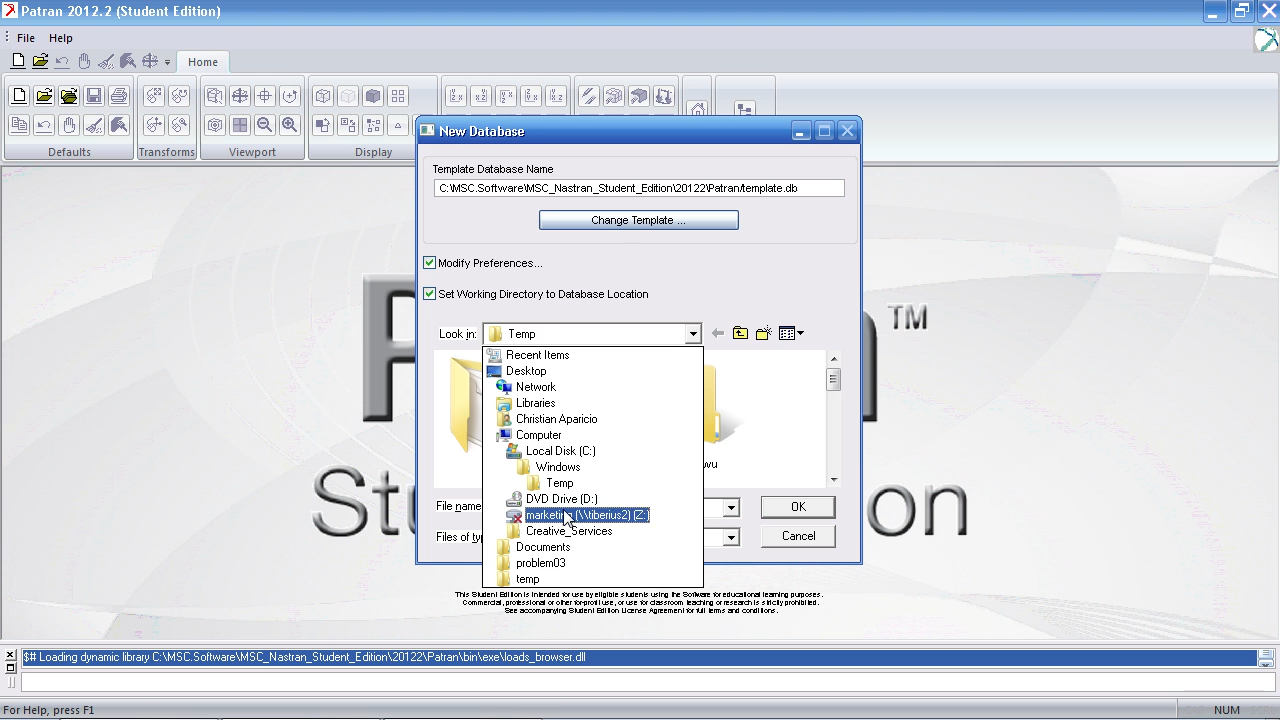 Patran 2012.2 (Student Edition)
File Help
Home
Defaults Transforms Viewport Display
New Database
Template Database Name
C:\MSC.Software\MSC_Nastran_Student_Edition\20122\Patran/template.db
Change Template ...
Modify Preferences...
Set Working Directory to Database Location
TM
Look in: Temp
Recent Items
Desktop
Network
Libraries
Christian Aparicio
Computer
Local Disk (C:)
Windows
wu
Temp
DVD Drive (D:)
File name OK
marketing (\\tiberius2) (Z:)
Creative_Services
Files of ty Cancel
Documents
problem03
temp
This Student Edition is intended for use by eligible students using the Software for educational learning purposes.
Commercial, professional or other for-profit use, or use for classroom teaching or research is strictly prohibited.
See accompanying Student Edition License Agreement for full terms and conditions.
$# Loading dynamic library C:\MSC.Software\MSC_Nastran_Student_Edition\20122\Patran\bin\exe\loads_browser.dll
For Help, press F1 NUM